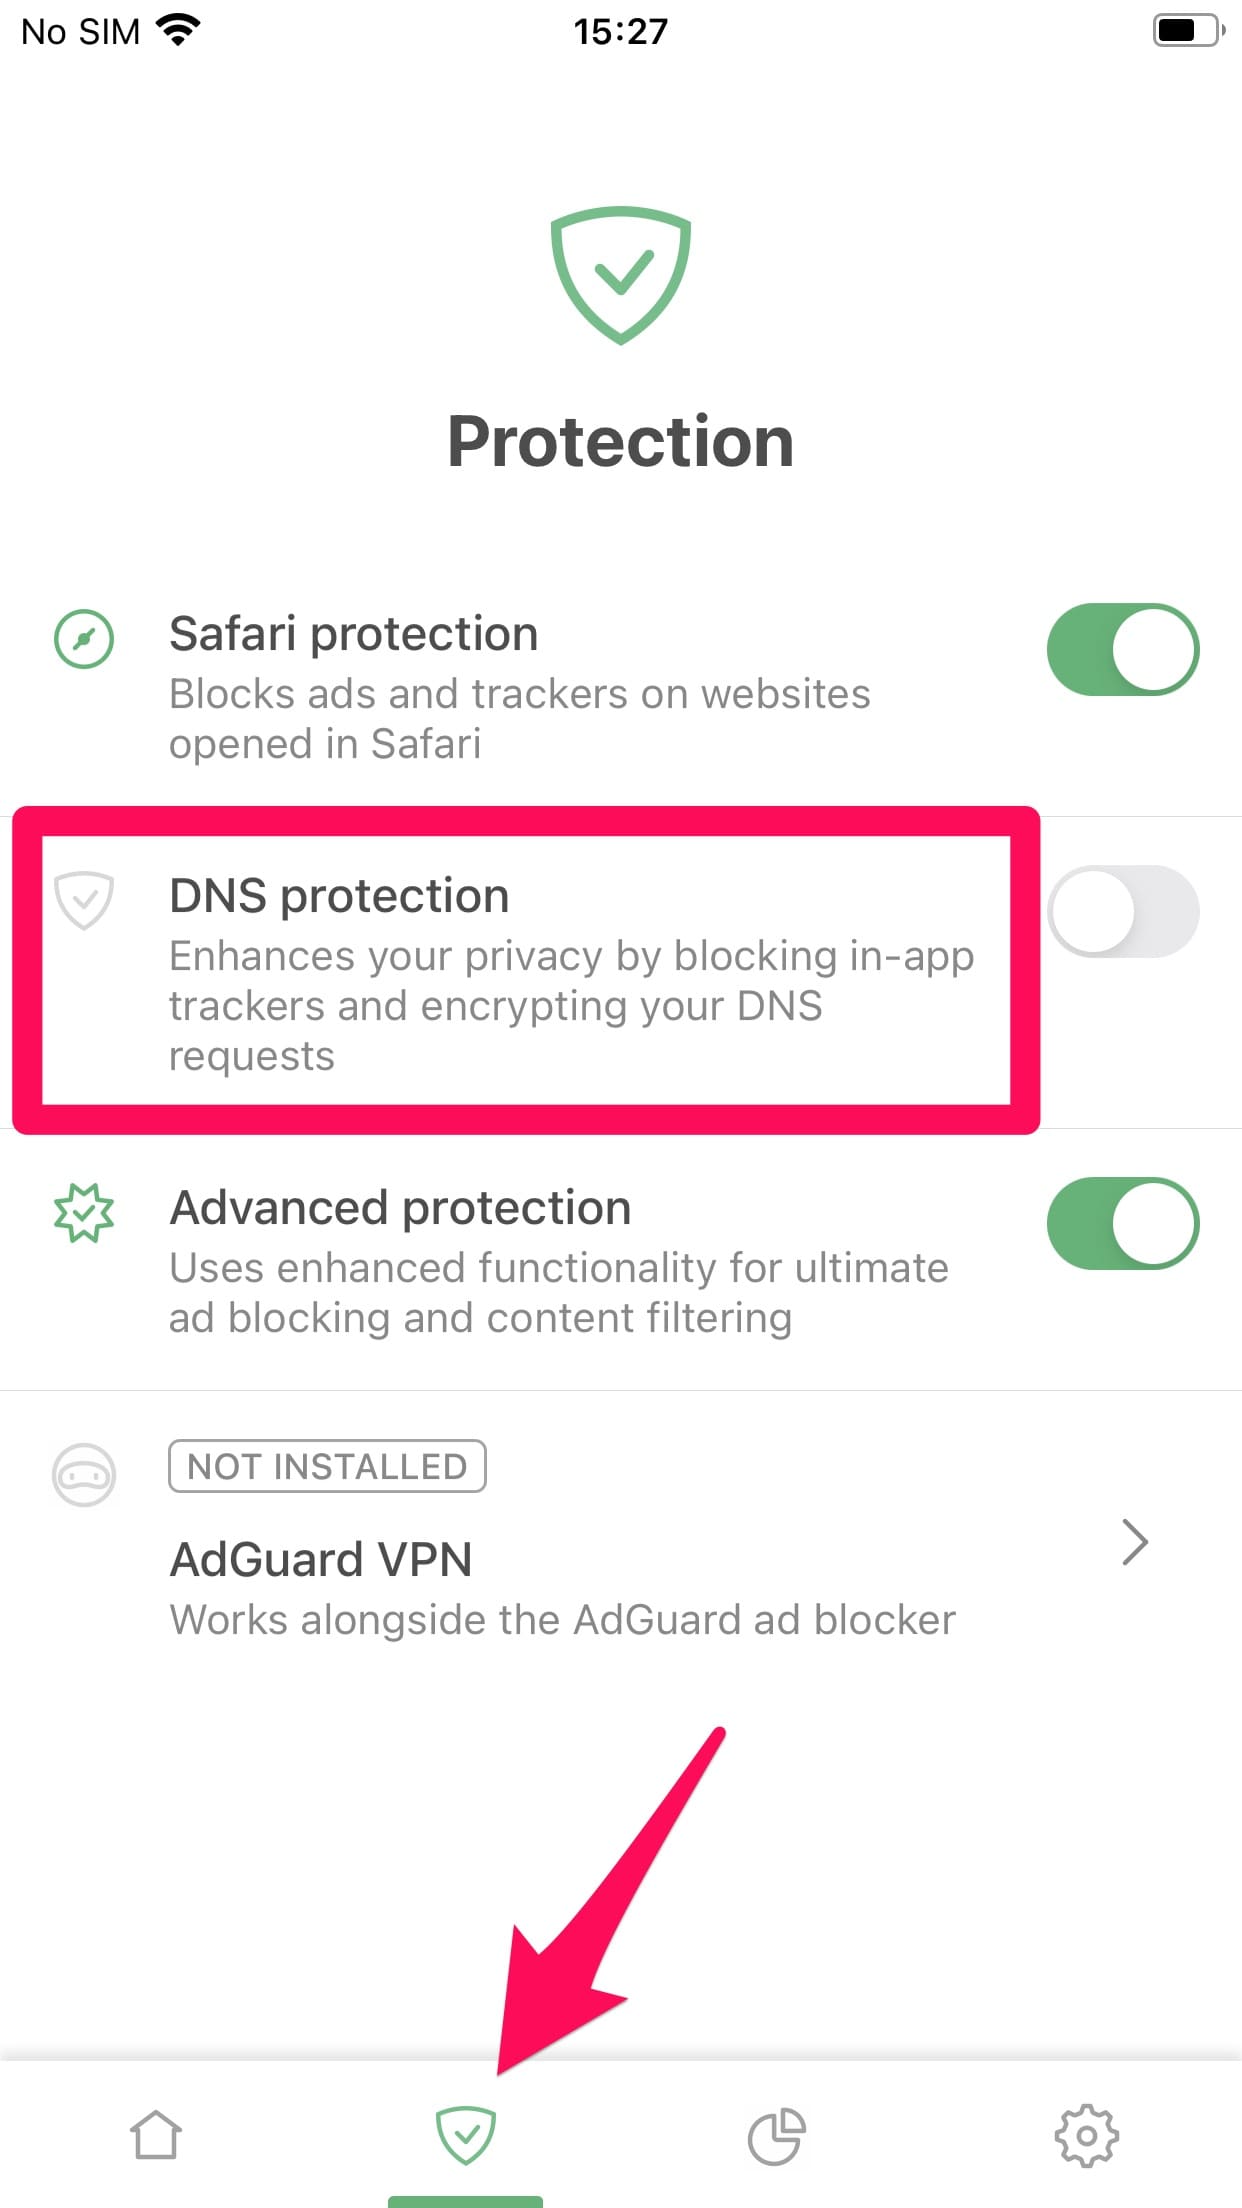 No SIM 15:27
Protection
Safari protection
Blocks ads and trackers on websites
opened in Safari
DNS protection
Enhances your privacy by blocking in-app
trackers and encrypting your DNS
requests
Advanced protection
Uses enhanced functionality for ultimate
ad blocking and content filtering
NOT INSTALLED
AdGuard VPN
Works alongside the AdGuard ad blocker